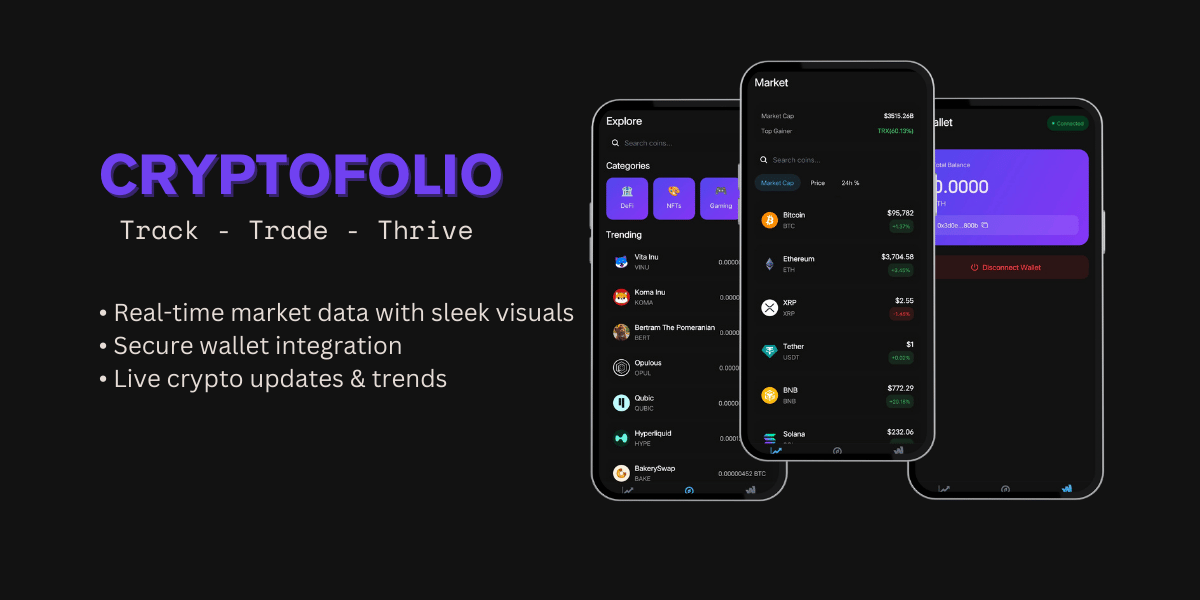 CRYPTOFOLIO
Track - Trade - Thrive
• Real-time market data with sleek visuals
• Secure wallet integration
• Live crypto updates & trends
Explore
Search coins...
Categories
DeFi NFTs Gaming
Trending
Vita Inu
VINU
0.0000
Koma Inu
KOMA
0.0000
Bertram The Pomeranian
BERT
0.0000
Opulous
OPUL
0.0000
Qubic
QUBIC
0.0000
Hyperliquid
HYPE
0.0001
BakerySwap
BAKE
0.00000452 BTC
Market
Market Cap $3515.26B
Top Gainer TRX(60.13%)
Search coins...
Market Cap Price 24h %
Bitcoin $95,782
BTC +1.57%
Ethereum $3,704.58
ETH +3.45%
XRP $2.55
XRP
Tether $1
USDT +0.02%
BNB $772.29
BNB +20.18%
Solana $232.06
allet
Connected
otal Balance
0.0000
TH
0x3d0e...800b
Disconnect Wallet